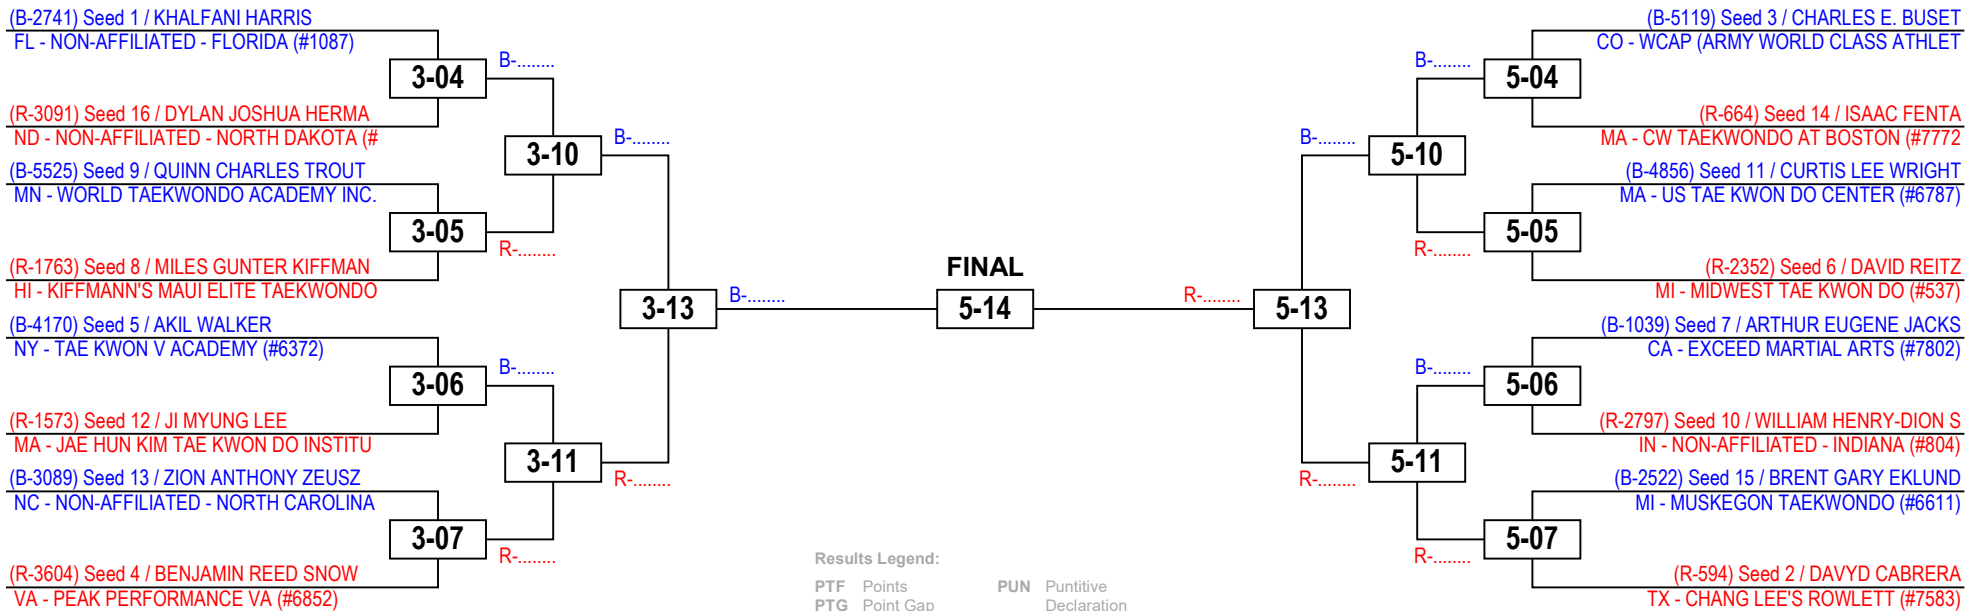 (B-2741) Seed 1 / KHALFANI HARRIS
FL - NON-AFFILIATED - FLORIDA (#1087)
3-04
B-........
(R-3091) Seed 16 / DYLAN JOSHUA HERMA
ND - NON-AFFILIATED - NORTH DAKOTA (#
3-10
B-........
(B-5525) Seed 9 / QUINN CHARLES TROUT
MN - WORLD TAEKWONDO ACADEMY INC.
3-05
R-........
(R-1763) Seed 8 / MILES GUNTER KIFFMAN
HI - KIFFMANN'S MAUI ELITE TAEKWONDO
3-13
B-........
(B-4170) Seed 5 / AKIL WALKER
NY - TAE KWON V ACADEMY (#6372)
3-06
B-........
(R-1573) Seed 12 / JI MYUNG LEE
MA - JAE HUN KIM TAE KWON DO INSTITU
3-11
R-........
(B-3089) Seed 13 / ZION ANTHONY ZEUSZ
NC - NON-AFFILIATED - NORTH CAROLINA
3-07
R-........
(R-3604) Seed 4 / BENJAMIN REED SNOW
VA - PEAK PERFORMANCE VA (#6852)
FINAL
5-14
(B-5119) Seed 3 / CHARLES E. BUSET
CO - WCAP (ARMY WORLD CLASS ATHLET
B-........
5-04
(R-664) Seed 14 / ISAAC FENTA
MA - CW TAEKWONDO AT BOSTON (#7772
B-........
5-10
(B-4856) Seed 11 / CURTIS LEE WRIGHT
MA - US TAE KWON DO CENTER (#6787)
R-........
5-05
(R-2352) Seed 6 / DAVID REITZ
MI - MIDWEST TAE KWON DO (#537)
R-........
5-13
(B-1039) Seed 7 / ARTHUR EUGENE JACKS
CA - EXCEED MARTIAL ARTS (#7802)
B-........
5-06
(R-2797) Seed 10 / WILLIAM HENRY-DION S
IN - NON-AFFILIATED - INDIANA (#804)
R-........
5-11
(B-2522) Seed 15 / BRENT GARY EKLUND
MI - MUSKEGON TAEKWONDO (#6611)
R-........
5-07
(R-594) Seed 2 / DAVYD CABRERA
TX - CHANG LEE'S ROWLETT (#7583)
Results Legend:
PTF Points PUN Puntitive
PTG Point Gap Declaration